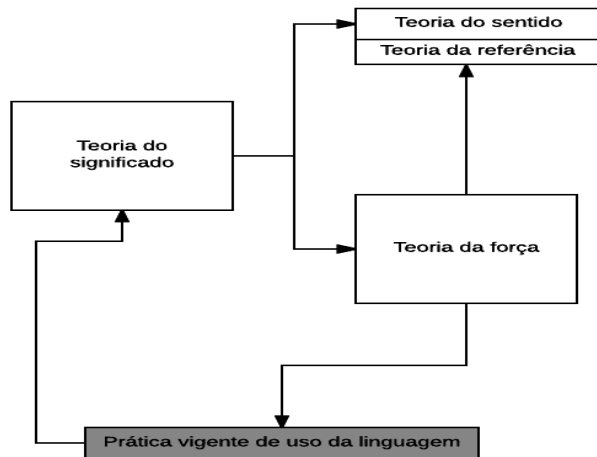 Teoria do sentido
Teoria da referência
Teoria do
significado
Teoria da força
Prática vigente de uso da linguagem